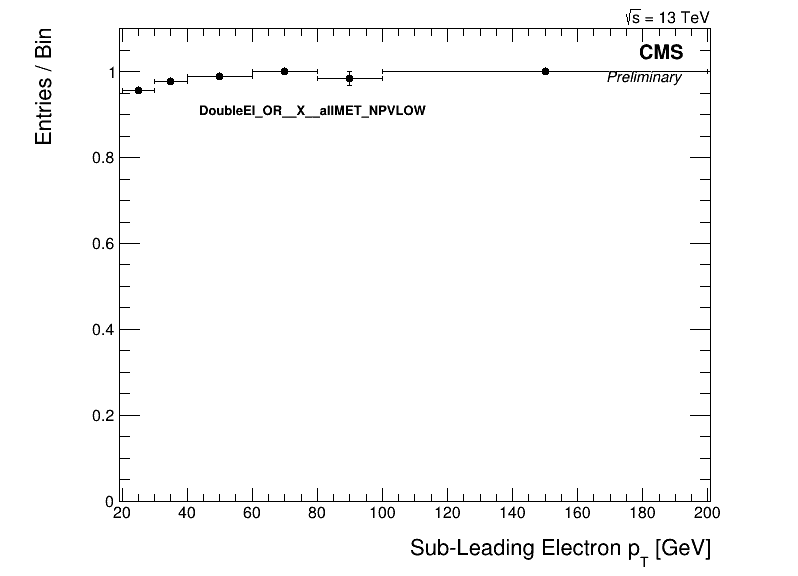 √s = 13 TeV
CMS
Preliminary
DoubleEl_OR__X__allMET_NPVLOW
Entries / Bin
1
0.8
0.6
0.4
0.2
0
20 40 60 80 100 120 140 160 180 200
Sub-Leading Electron pT [GeV]